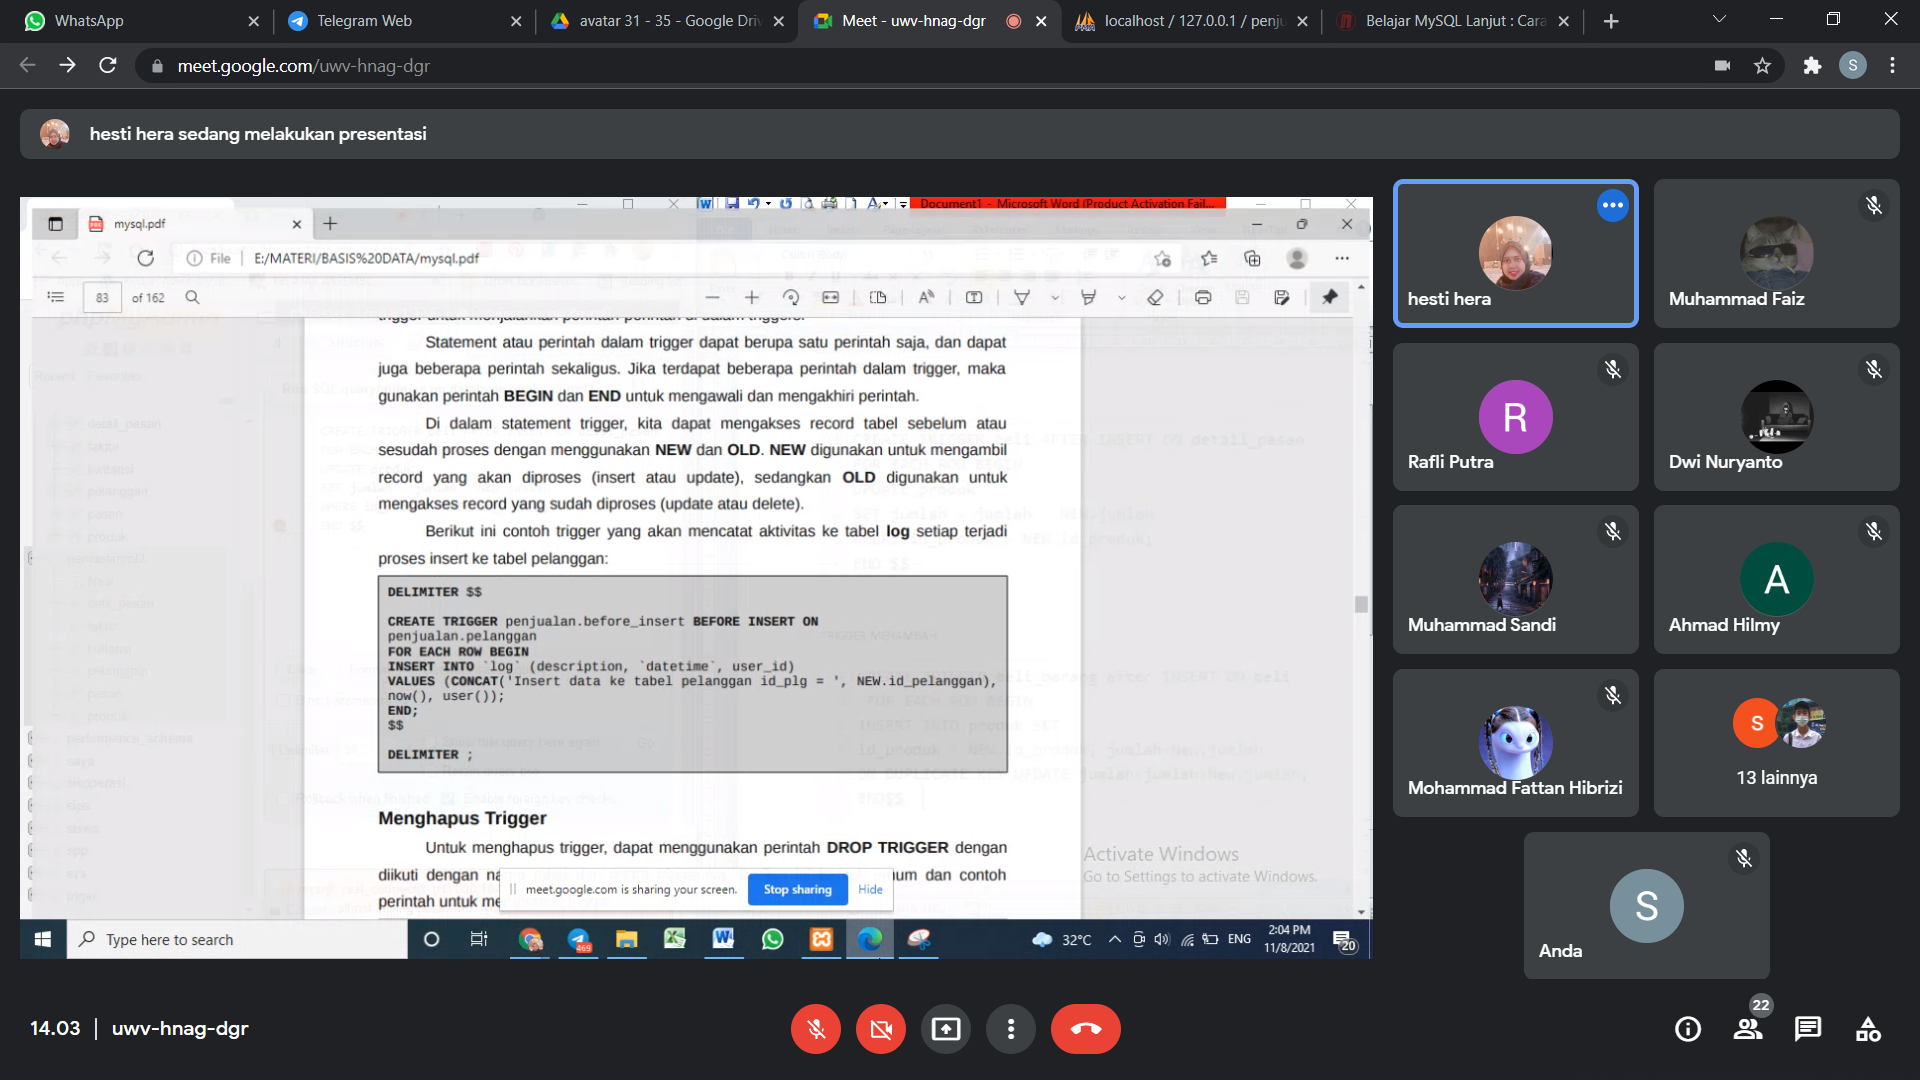 WhatsApp
Telegram Web
avatar 31 - 35 - Google Driv
Meet - uwv-hnag-dgr
localhost / 127.0.0.1 / penju
Belajar MySQL Lanjut : Cara
meet.google.com/uwv-hnag-dgr
S
hesti hera sedang melakukan presentasi
Document1 - Microsoft Word (Product Activation Fail...
mysql.pdf
File
E:/MATERI/BASIS%20DATA/mysql.pdf
83
of 162
Statement atau perintah dalam trigger dapat berupa satu perintah saja, dan dapat
juga beberapa perintah sekaligus. Jika terdapat beberapa perintah dalam trigger, maka
gunakan perintah BEGIN dan END untuk mengawali dan mengakhiri perintah.
Di dalam statement trigger, kita dapat mengakses record tabel sebelum atau
sesudah proses dengan menggunakan NEW dan OLD. NEW digunakan untuk mengambil
record yang akan diproses (insert atau update), sedangkan OLD digunakan untuk
mengakses record yang sudah diproses (update atau delete).
Berikut ini contoh trigger yang akan mencatat aktivitas ke tabel log setiap terjadi
proses insert ke tabel pelanggan:
DELIMITER $$
CREATE TRIGGER penjualan.before_insert BEFORE INSERT ON
penjualan.pelanggan
FOR EACH ROW BEGIN
INSERT INTO `log` (description, `datetime`, user_id)
VALUES (CONCAT('Insert data ke tabel pelanggan id_plg = ', NEW.id_pelanggan),
now(), user());
END;
$$
DELIMITER ;
Menghapus Trigger
Untuk menghapus trigger, dapat menggunakan perintah DROP TRIGGER dengan
diikuti dengan
um dan contoh
perintah untuk
meet.google.com is sharing your screen.
Stop sharing
Hide
Activate Windows
Go to Settings to activate Windows.
Type here to search
469
32°C
ENG
2:04 PM
11/8/2021
20
hesti hera
Muhammad Faiz
R
Rafli Putra
Dwi Nuryanto
Muhammad Sandi
A
Ahmad Hilmy
Mohammad Fattan Hibrizi
S
13 lainnya
S
Anda
14.03
uwv-hnag-dgr
22